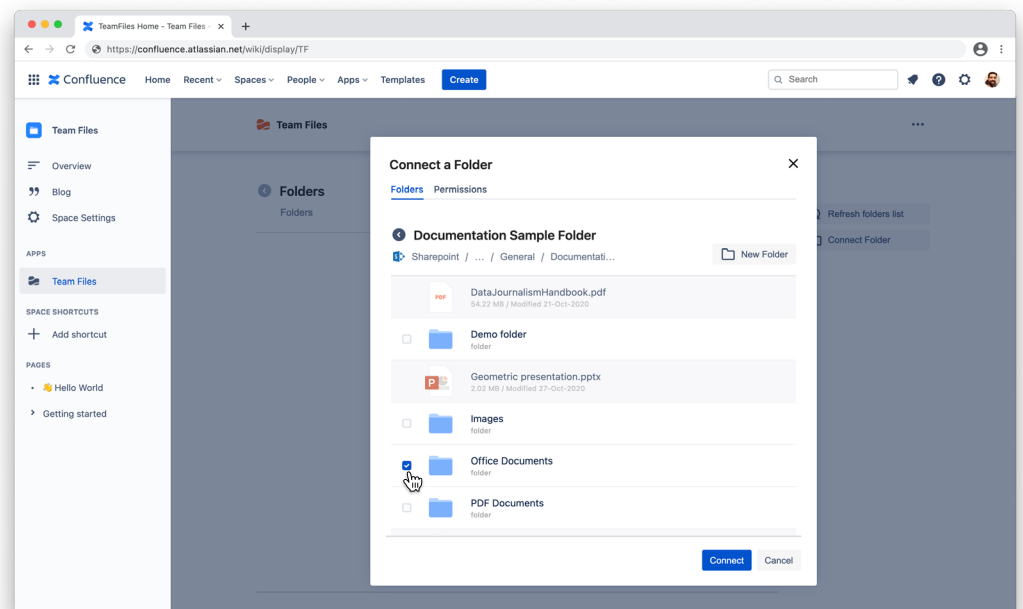 TeamFiles Home - Team Files -
https://confluence.atlassian.net/wiki/display/TF
Confluence Home Recent Spaces People Apps Templates Create Search
Team Files
Overview
Blog
Space Settings
APPS
Team Files
SPACE SHORTCUTS
Add shortcut
PAGES
👋 Hello World
Getting started
Team Files
Folders
Folders
Refresh folders list
Connect Folder
Connect a Folder
Folders Permissions
Documentation Sample Folder
Sharepoint / ... / General / Documentati...
New Folder
PDF
DataJournalismHandbook.pdf
54.22 MB / Modified 21-Oct-2020
Demo folder
folder
P
Geometric presentation.pptx
2.02 MB / Modified 27-Oct-2020
Images
folder
Office Documents
folder
PDF Documents
folder
Connect Cancel